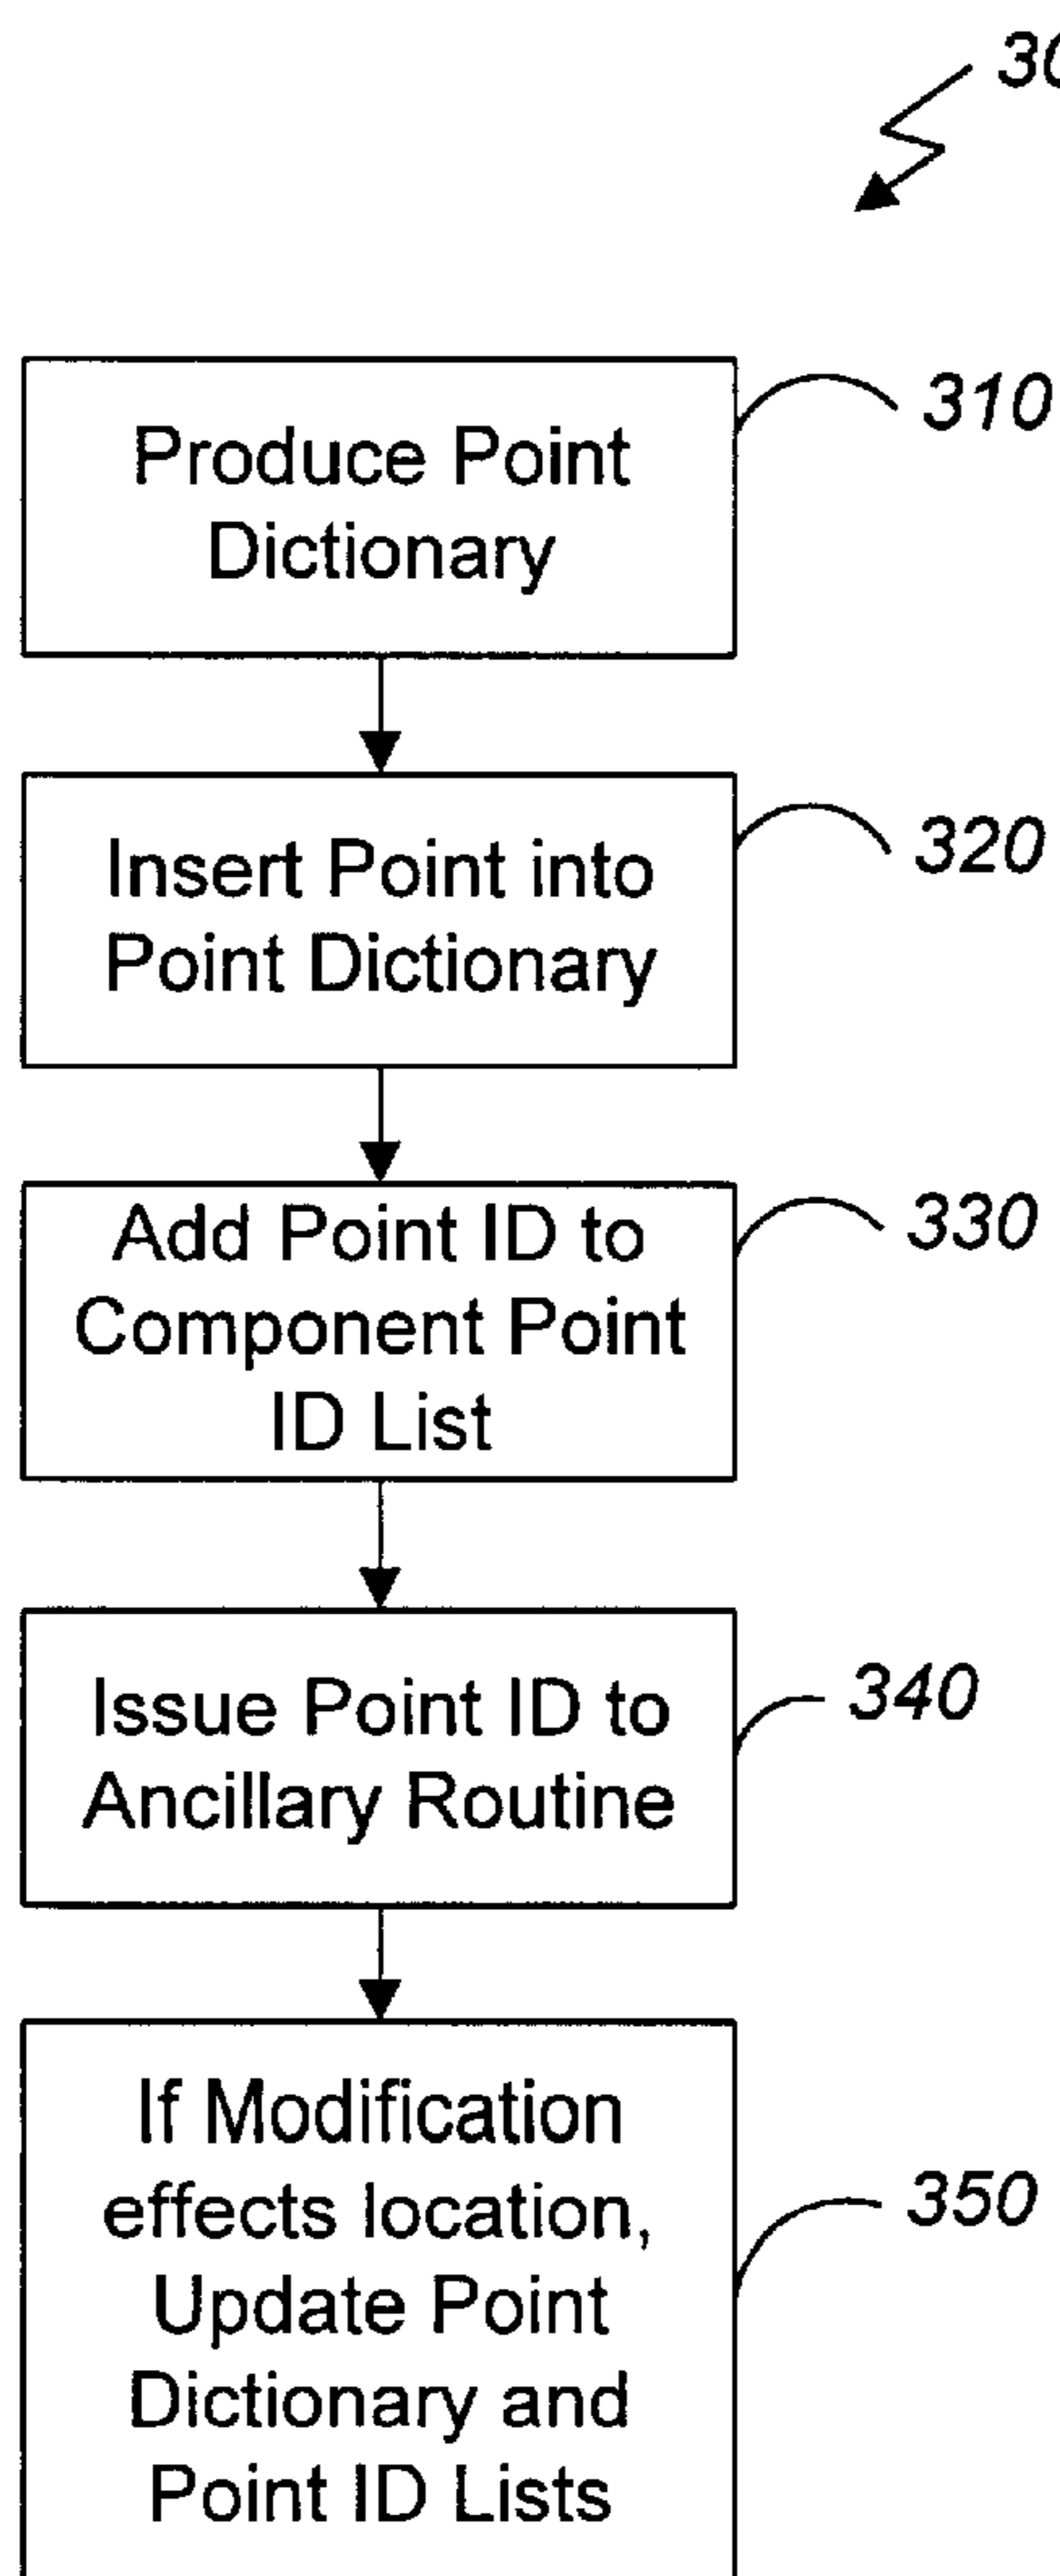 310
Produce Point
Dictionary
320
Insert Point into
Point Dictionary
330
Add Point ID to
Component Point
ID List
340
Issue Point ID to
Ancillary Routine
350
If Modification
effects location,
Update Point
Dictionary and
Point ID Lists